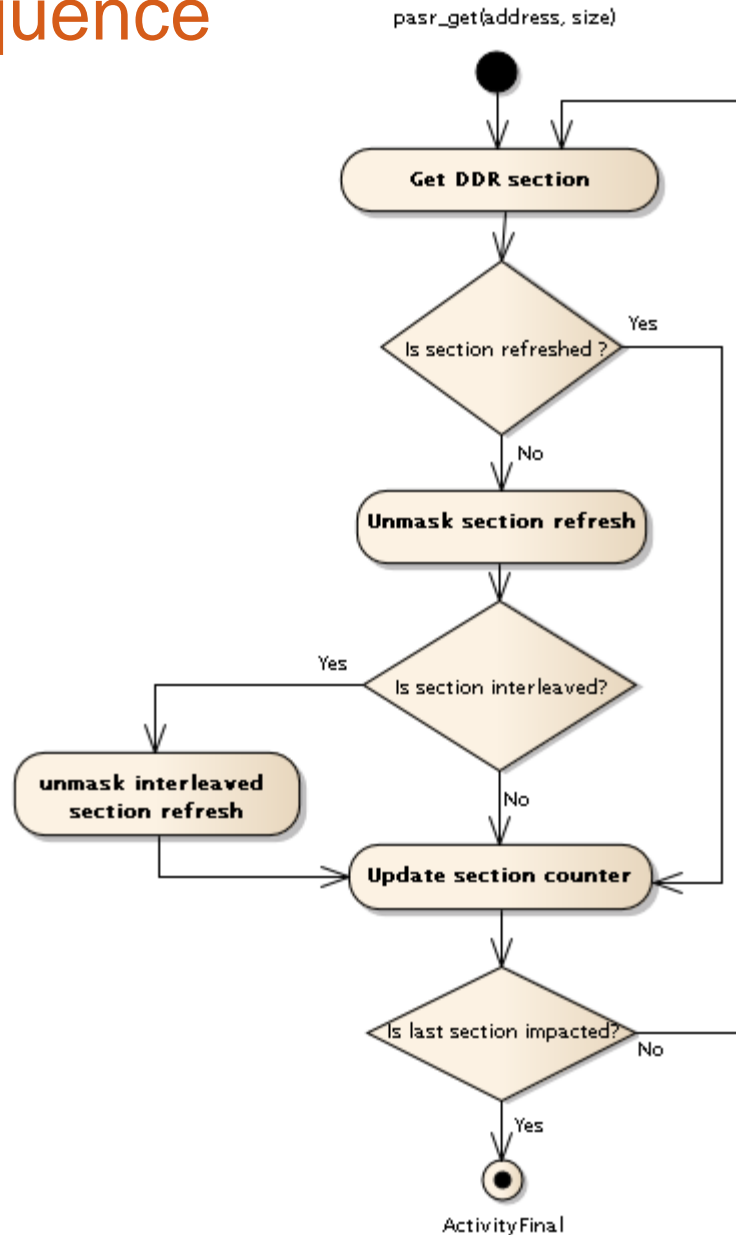 quence
pasr_get(address, size)
Get DDR section
Is section refreshed ?
Yes
No
Unmask section refresh
Is section interleaved?
Yes
unmask interleaved
section refresh
No
Update section counter
Is last section impacted?
No
Yes
ActivityFinal